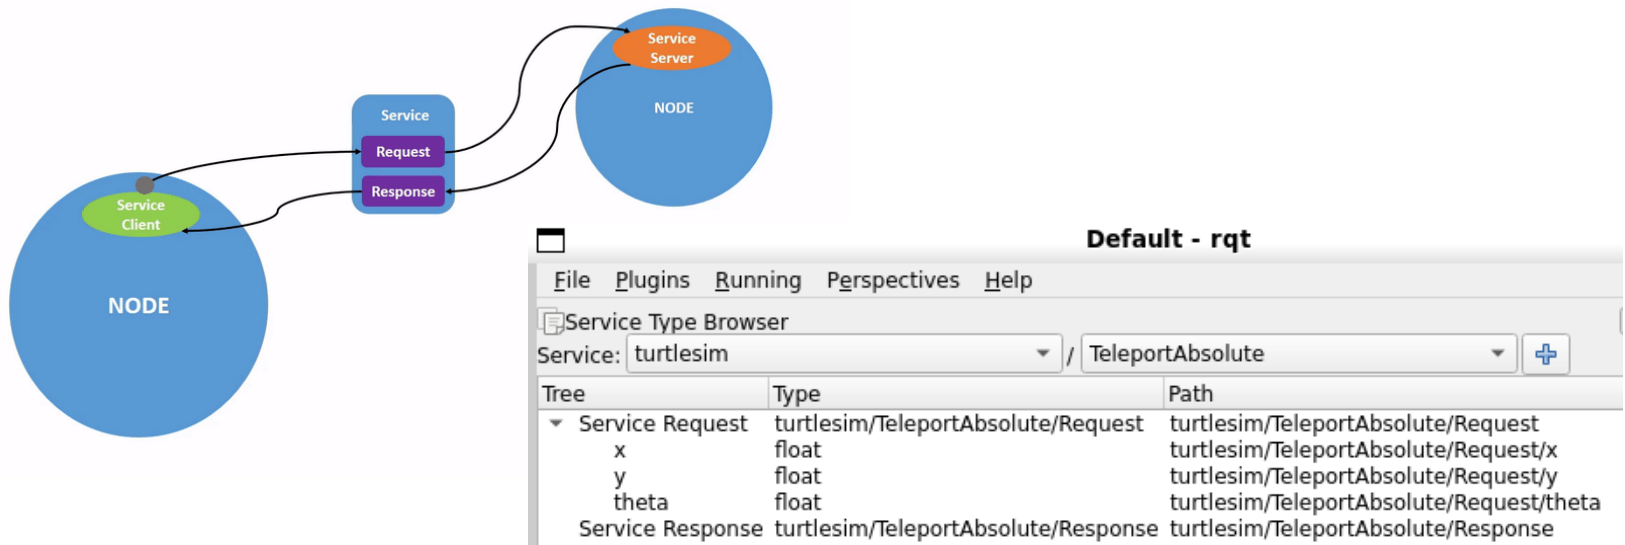 Service
Server
NODE
Service
Request
Response
Service
Client
NODE
Default - rqt
File Plugins Running Perspectives Help
Service Type Browser
Service: turtlesim / TeleportAbsolute
Tree Type Path
Service Request turtlesim/TeleportAbsolute/Request turtlesim/TeleportAbsolute/Request
x float turtlesim/TeleportAbsolute/Request/x
y float turtlesim/TeleportAbsolute/Request/y
theta float turtlesim/TeleportAbsolute/Request/theta
Service Response turtlesim/TeleportAbsolute/Response turtlesim/TeleportAbsolute/Response